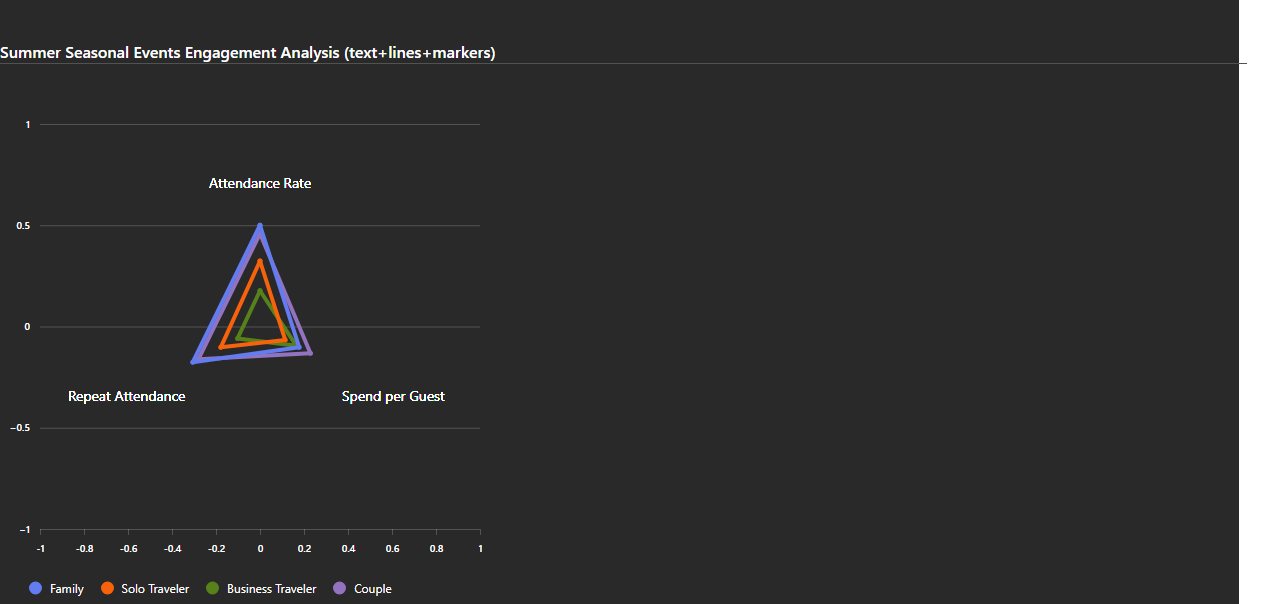 Summer Seasonal Events Engagement Analysis (text+lines+markers)
1
Attendance Rate
0.5
0
Repeat Attendance Spend per Guest
−0.5
−1
-1 -0.8 -0.6 -0.4 -0.2 0 0.2 0.4 0.6 0.8 1
Family Solo Traveler Business Traveler Couple